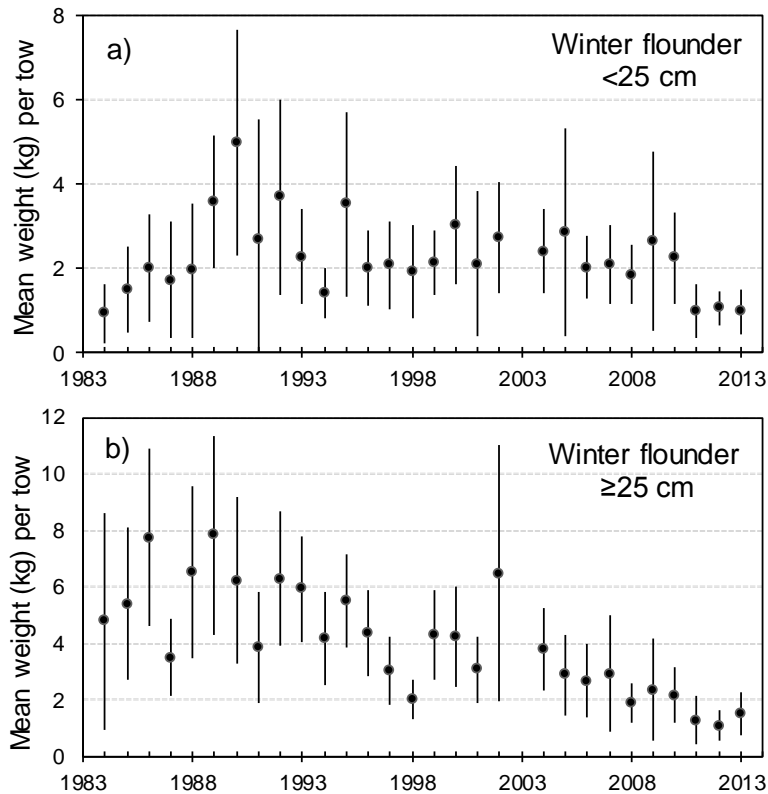 8
a)
Winter flounder
<25 cm
6
4
2
0
Mean weight (kg) per tow
1983 1988 1993 1998 2003 2008 2013
12
b)
Winter flounder
≥25 cm
10
8
6
4
2
0
Mean weight (kg) per tow
1983 1988 1993 1998 2003 2008 2013